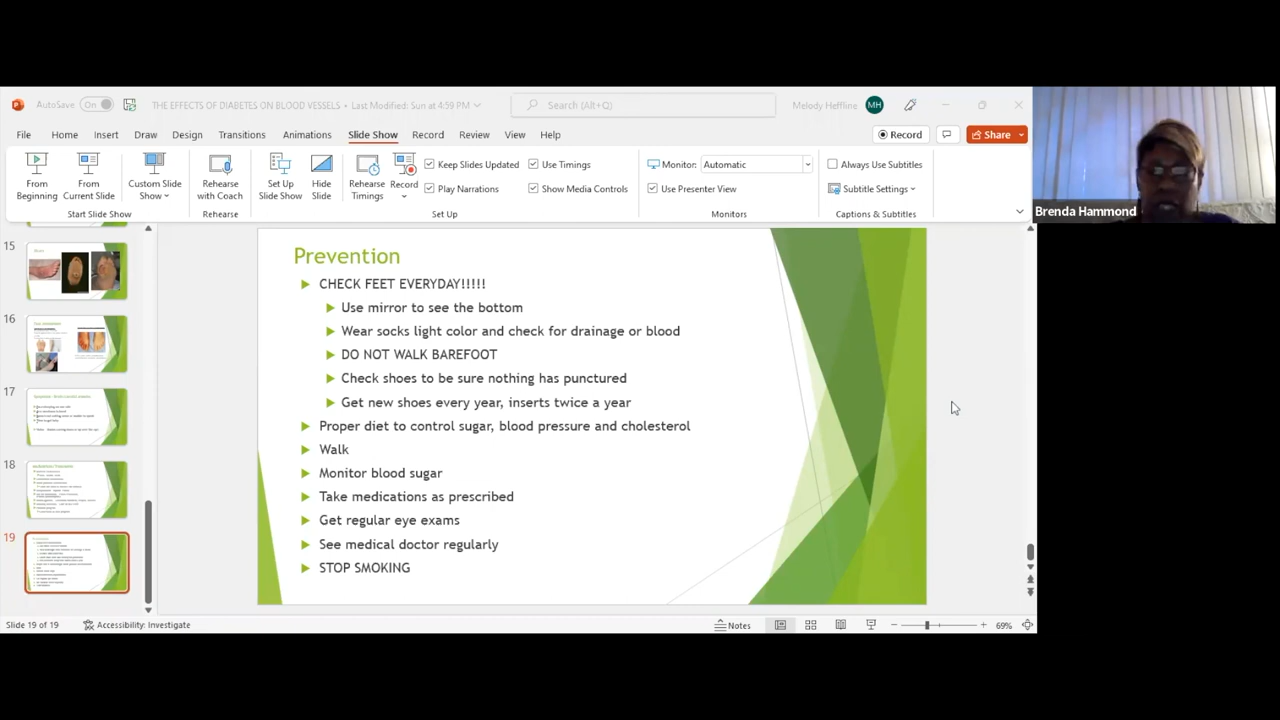 AutoSave On THE EFFECTS OF DIABETES ON BLOOD VESSELS • Last Modified: Sun at 4:59 PM Search (Alt+Q) Melody Heffline MH
File Home Insert Draw Design Transitions Animations Slide Show Record Review View Help Record Share
From Beginning
From Current Slide
Custom Slide Show
Rehearse with Coach
Set Up Slide Show
Hide Slide
Rehearse Timings
Record
Keep Slides Updated
Play Narrations
Use Timings
Show Media Controls
Monitor: Automatic
Use Presenter View
Always Use Subtitles
Subtitle Settings
Start Slide Show Rehearse Set Up Monitors Captions & Subtitles
Brenda Hammond
15
16
17
18
19
Prevention
CHECK FEET EVERYDAY!!!!!
Use mirror to see the bottom
Wear socks light color and check for drainage or blood
DO NOT WALK BAREFOOT
Check shoes to be sure nothing has punctured
Get new shoes every year, inserts twice a year
Proper diet to control sugar, blood pressure and cholesterol
Walk
Monitor blood sugar
Take medications as prescribed
Get regular eye exams
See medical doctor regularly
STOP SMOKING
Slide 19 of 19 Accessibility: Investigate Notes 69%